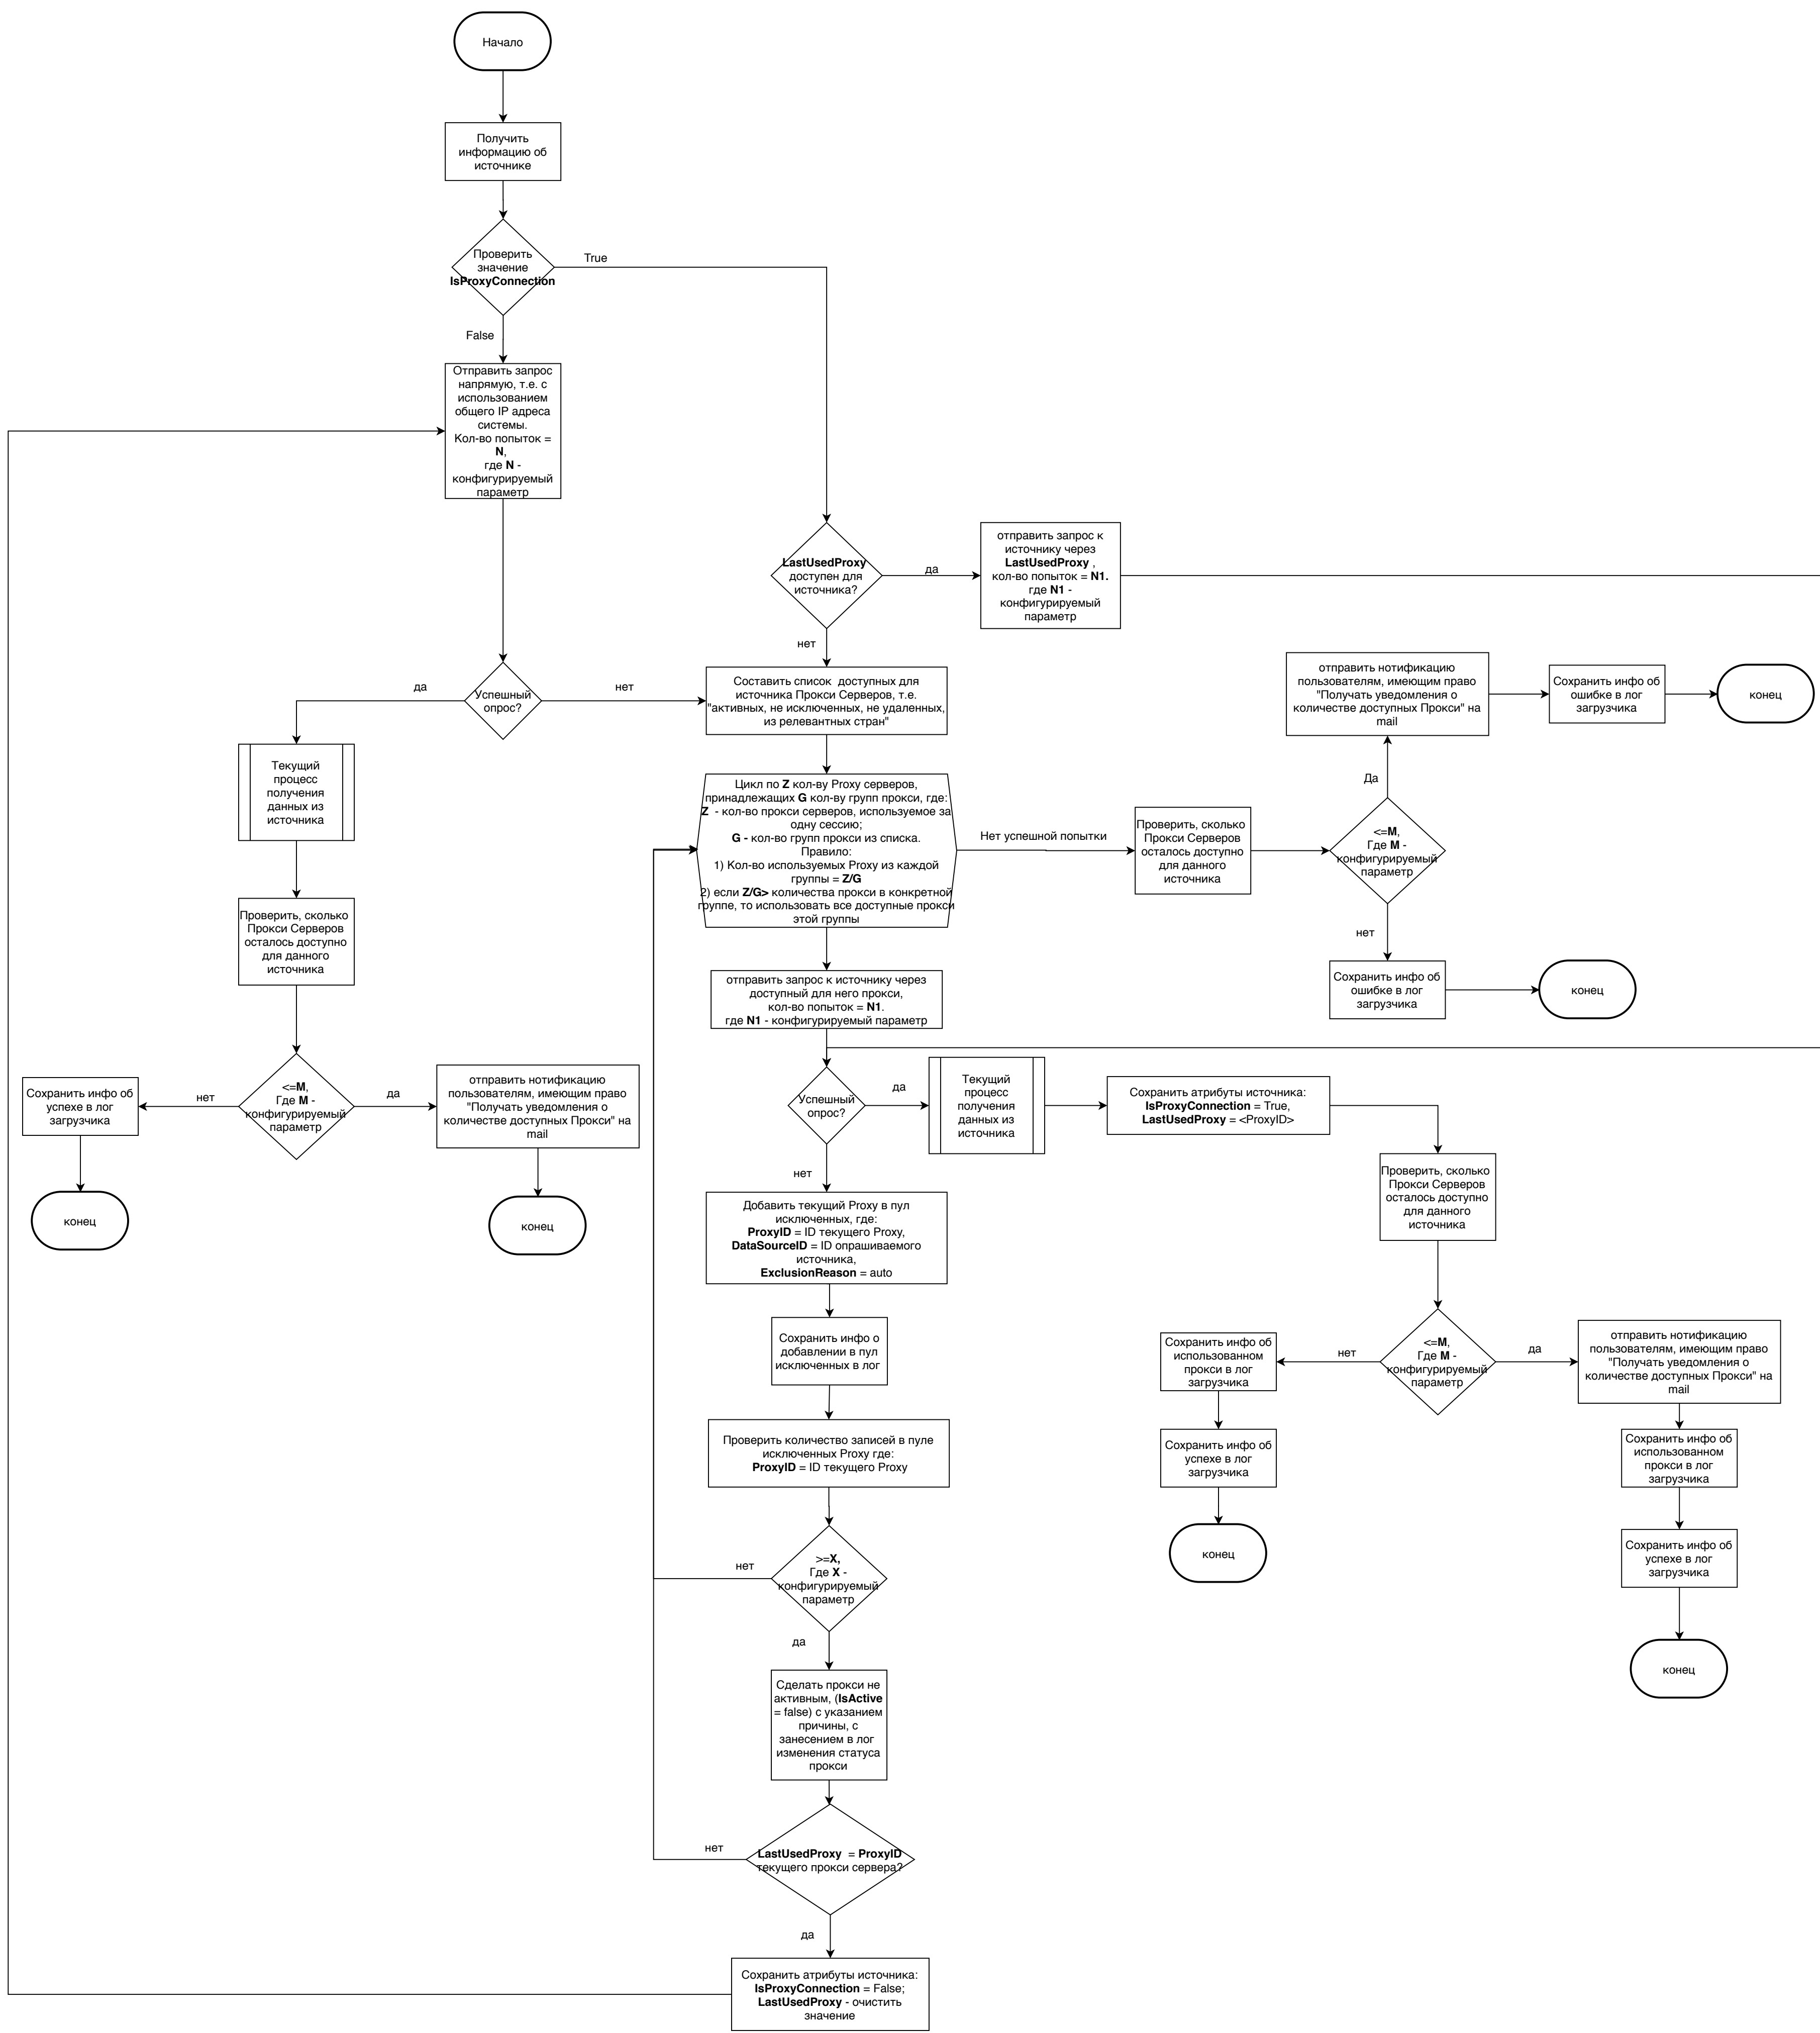 Начало
Получить
информацию об
источнике
Проверить
значение
IsProxyConnection
True
False
Отправить запрос
напрямую, т.е. с
использованием
общего IP адреса
системы.
Кол-во попыток =
N,
где N -
конфигурируемый
параметр
LastUsedProxy
доступен для
источника?
да
отправить запрос к
источнику через
LastUsedProxy ,
кол-во попыток = N1.
где N1 -
конфигурируемый
параметр
нет
Успешный
опрос?
да
нет
Составить список доступных для
источника Прокси Серверов, т.е.
"активных, не исключенных, не удаленных,
из релевантных стран"
отправить нотификацию
пользователям, имеющим право
"Получать уведомления о
количестве доступных Прокси" на
mail
Сохранить инфо об
ошибке в лог
загрузчика
конец
Текущий
процесс
получения
данных из
источника
Цикл по Z кол-ву Proxy серверов,
принадлежащих G кол-ву групп прокси, где:
Z - кол-во прокси серверов, используемое за
одну сессию;
G - кол-во групп прокси из списка.
Правило:
1) Кол-во используемых Proxy из каждой
группы = Z/G
2) если Z/G> количества прокси в конкретной
группе, то использовать все доступные прокси
этой группы
Нет успешной попытки
Проверить, сколько
Прокси Серверов
осталось доступно
для данного
источника
Да
<=M,
Где M -
конфигурируемый
параметр
нет
Сохранить инфо об
ошибке в лог
загрузчика
конец
Проверить, сколько
Прокси Серверов
осталось доступно
для данного
источника
отправить запрос к источнику через
доступный для него прокси,
кол-во попыток = N1.
где N1 - конфигурируемый параметр
Сохранить инфо об
успехе в лог
загрузчика
нет
<=M,
Где M -
конфигурируемый
параметр
да
отправить нотификацию
пользователям, имеющим право
"Получать уведомления о
количестве доступных Прокси" на
mail
конец
конец
Успешный
опрос?
да
Текущий
процесс
получения
данных из
источника
Сохранить атрибуты источника:
IsProxyConnection = True,
LastUsedProxy = <ProxyID>
нет
Проверить, сколько
Прокси Серверов
осталось доступно
для данного
источника
Добавить текущий Proxy в пул
исключенных, где:
ProxyID = ID текущего Proxy,
DataSourceID = ID опрашиваемого
источника,
ExclusionReason = auto
Сохранить инфо о
добавлении в пул
исключенных в лог
Сохранить инфо об
использованном
прокси в лог
загрузчика
нет
<=M,
Где M -
конфигурируемый
параметр
да
отправить нотификацию
пользователям, имеющим право
"Получать уведомления о
количестве доступных Прокси" на
mail
Проверить количество записей в пуле
исключенных Proxy где:
ProxyID = ID текущего Proxy
Сохранить инфо об
успехе в лог
загрузчика
Сохранить инфо об
использованном
прокси в лог
загрузчика
конец
Сохранить инфо об
успехе в лог
загрузчика
конец
нет
>=X,
Где X -
конфигурируемый
параметр
да
Сделать прокси не
активным, (IsActive
= false) с указанием
причины, с
занесением в лог
изменения статуса
прокси
нет
LastUsedProxy = ProxyID
текущего прокси сервера?
да
Сохранить атрибуты источника:
IsProxyConnection = False;
LastUsedProxy - очистить
значение